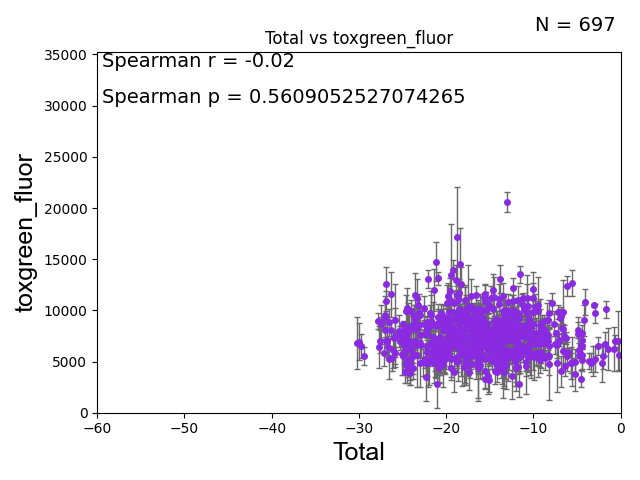 N = 697
Total vs toxgreen_fluor
Spearman r = -0.02
Spearman p = 0.5609052527074265
toxgreen_fluor
35000
30000
25000
20000
15000
10000
5000
0
−60 −50 −40 −30 −20 −10 0
Total